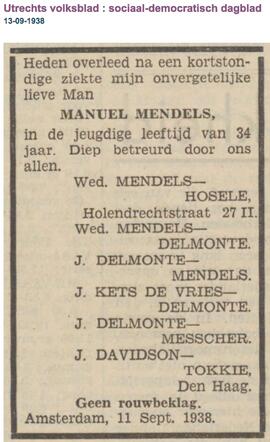 Utrechts volksblad : sociaal-democratisch dagblad
13-09-1938
Heden overleed na een kortston-
dige ziekte mijn onvergetelijke
lieve Man
MANUEL MENDELS,
in de jeugdige leeftijd van 34
jaar. Diep betreurd door ons
allen.
Wed. MENDELS—
HOSELE,
Holendrechtstraat 27 II.
Wed. MENDELS—
DELMONTE.
J. DELMONTE—
MENDELS.
J. KETS DE VRIES—
DELMONTE.
J. DELMONTE—
MESSCHER.
J. DAVIDSON—
TOKKIE,
Den Haag.
Geen rouwbeklag.
Amsterdam, 11 Sept. 1938.